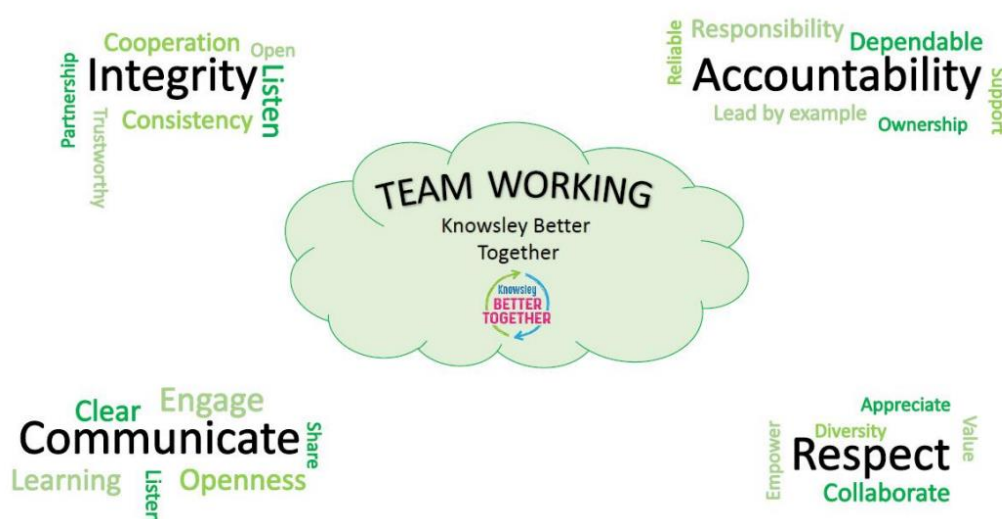 Cooperation
Open
Partnership
Integrity
Listen
Trustworthy
Consistency
Reliable
Responsibility
Dependable
Accountability
Support
Lead by example
Ownership
TEAM WORKING
Knowsley Better
Together
Knowsley
BETTER
TOGETHER
Clear
Engage
Communicate
Share
Learning
Listen
Openness
Appreciate
Empower
Diversity
Value
Respect
Collaborate